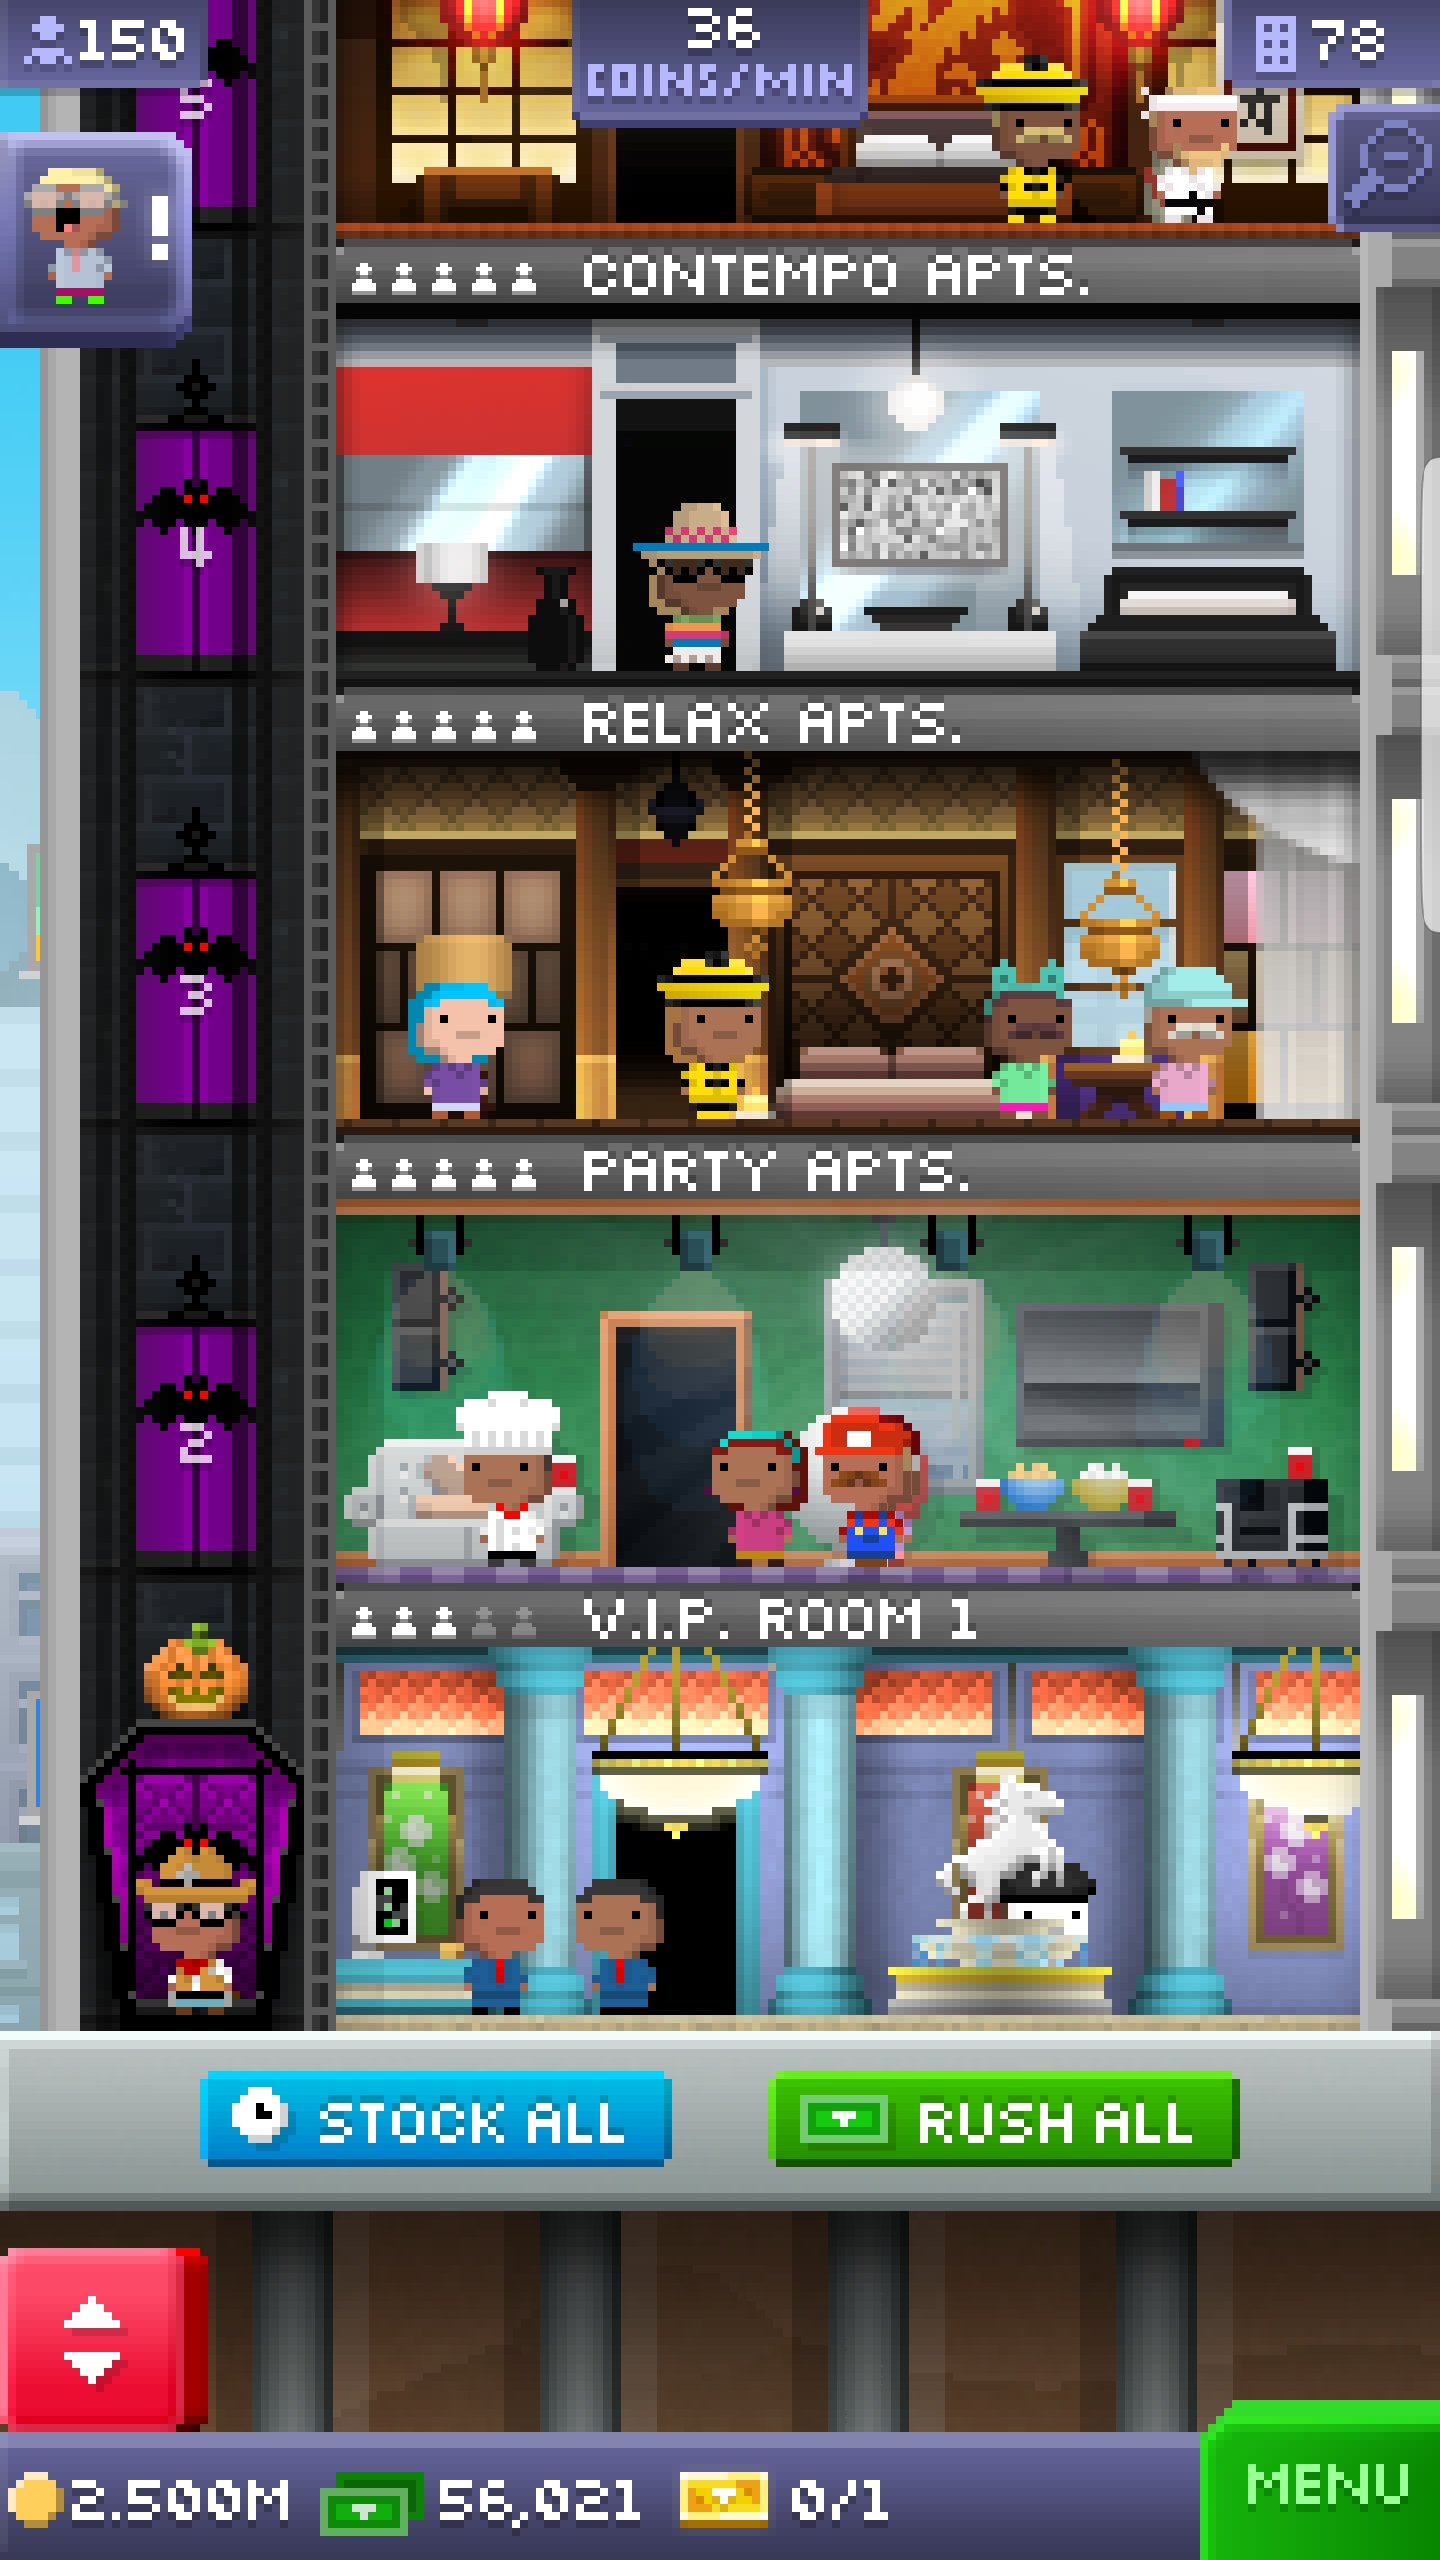 150
36
COINS/MIN
78
5
!
CONTEMPO APTS.
4
RELAX APTS.
3
PARTY APTS.
2
V.I.P. ROOM 1
STOCK ALL
RUSH ALL
2.500M
56,021
0/1
MENU